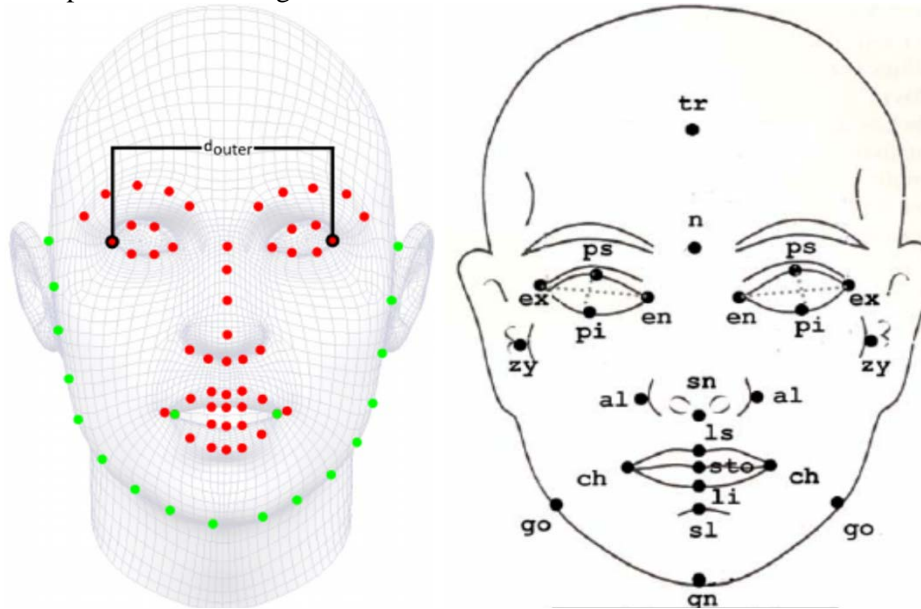 d_outer
tr
n
ps ps
ex ex
en en
pi pi
zy zy
sn
al al
ls
sto
ch ch
li
go sl go
gn